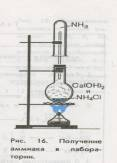 NH₃
Ca(OH)₂
и
NH₄Cl
Рис. 16. Получение
аммиака в лабора-
тории.